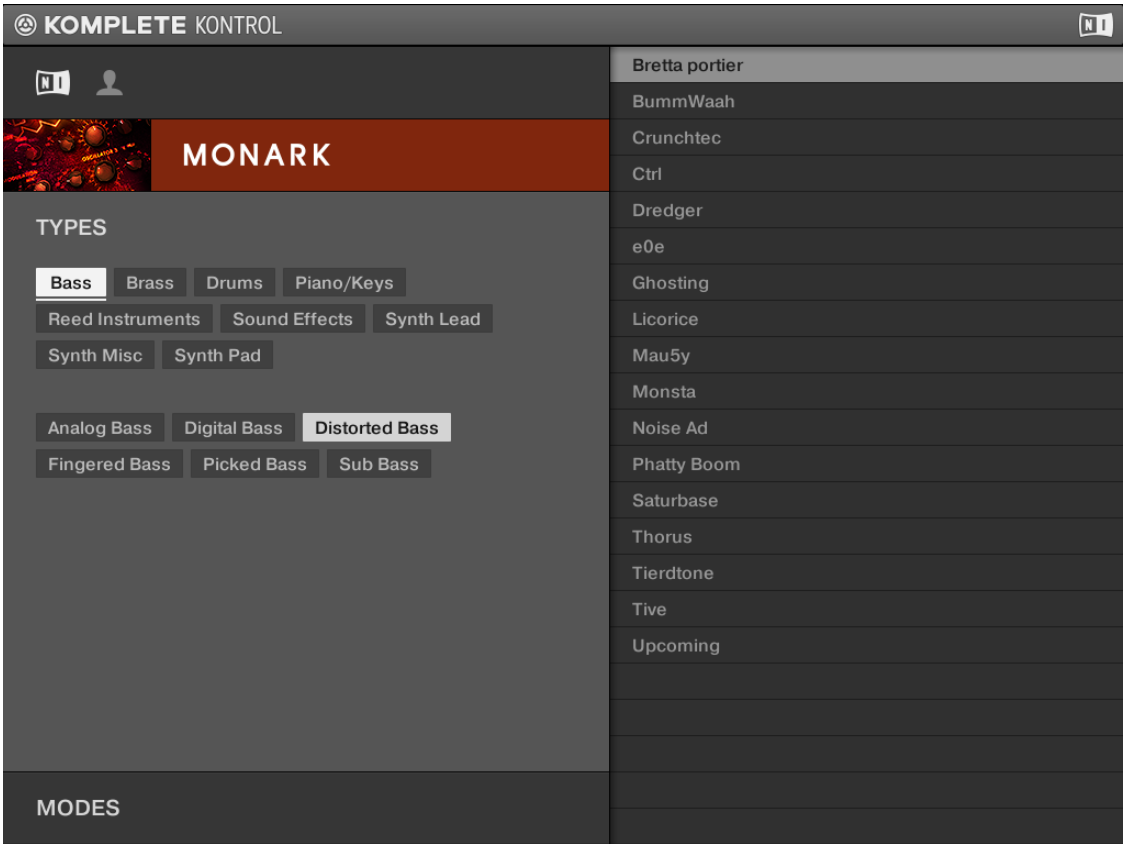 KOMPLETE KONTROL
NI
NI
MONARK
TYPES
Bass Brass Drums Piano/Keys
Reed Instruments Sound Effects Synth Lead
Synth Misc Synth Pad
Analog Bass Digital Bass Distorted Bass
Fingered Bass Picked Bass Sub Bass
MODES
Bretta portier
BummWaah
Crunchtec
Ctrl
Dredger
e0e
Ghosting
Licorice
Mau5y
Monsta
Noise Ad
Phatty Boom
Saturbase
Thorus
Tierdtone
Tive
Upcoming